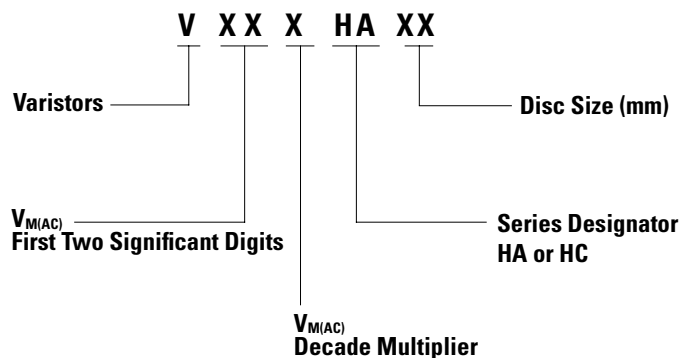 V XX X HA XX
Varistors
Disc Size (mm)
VM(AC)
First Two Significant Digits
Series Designator
HA or HC
VM(AC)
Decade Multiplier